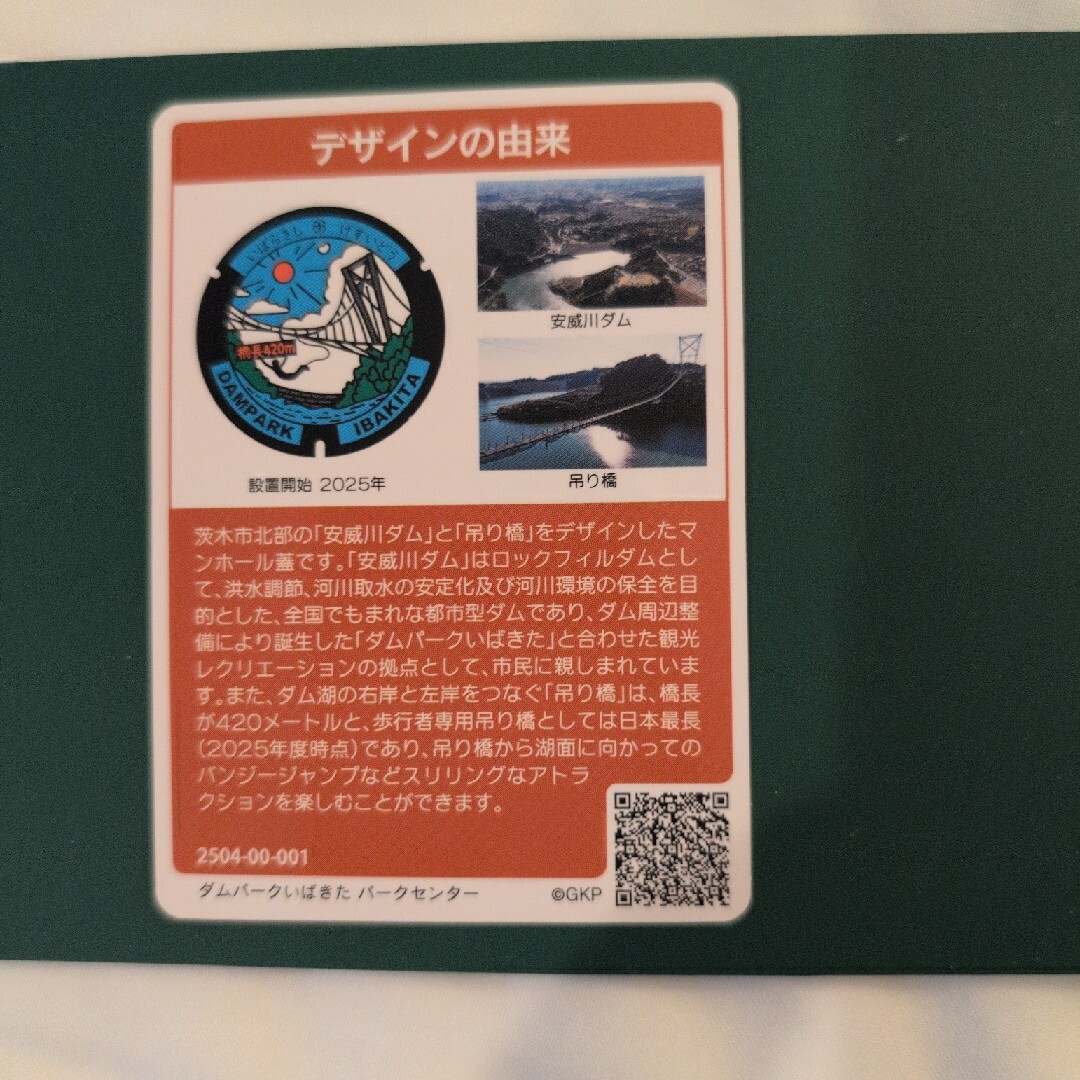 デザインの由来
いばらきし
げすいどう
橋長420m
DAMPARK
IBAKITA
設置開始 2025年
安威川ダム
吊り橋
茨木市北部の「安威川ダム」と「吊り橋」をデザインしたマ
ンホール蓋です。「安威川ダム」はロックフィルダムとし
て、洪水調節、河川取水の安定化及び河川環境の保全を目
的とした、全国でもまれな都市型ダムであり、ダム周辺整
備により誕生した「ダムパークいばきた」と合わせた観光
レクリエーションの拠点として、市民に親しまれていま
す。また、ダム湖の右岸と左岸をつなぐ「吊り橋」は、橋長
が420メートルと、歩行者専用吊り橋としては日本最長
(2025年度時点)であり、吊り橋から湖面に向かっての
バンジージャンプなどスリリングなアトラ
クションを楽しむことができます。
2504-00-001
ダムパークいばきた パークセンター
©GKP